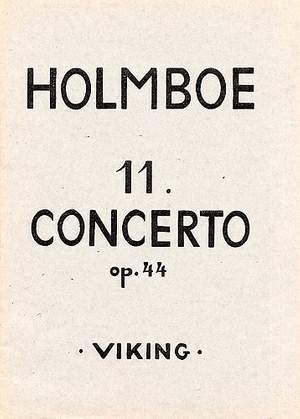 HOLMBOE
11.
CONCERTO
op.44
· VIKING ·